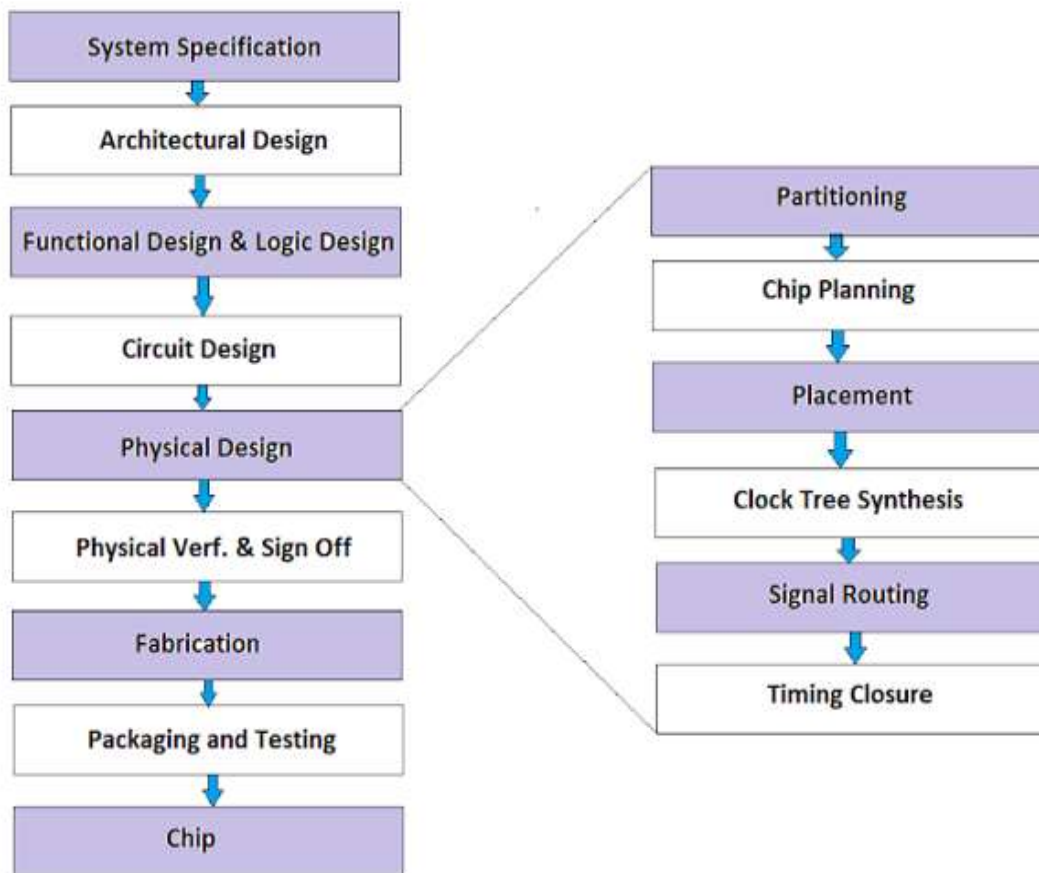 System Specification
Architectural Design
Functional Design & Logic Design
Circuit Design
Physical Design
Physical Verf. & Sign Off
Fabrication
Packaging and Testing
Chip
Partitioning
Chip Planning
Placement
Clock Tree Synthesis
Signal Routing
Timing Closure